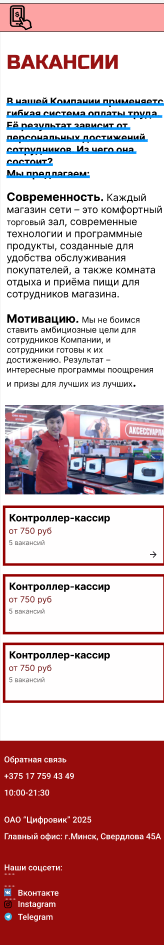 ВАКАНСИИ
В нашей Компании применяетс
гибкая система оплаты труда.
Её результат зависит от
персональных достижений
сотрудников. Из чего она
состоит?
Мы предлагаем:
Современность. Каждый
магазин сети – это комфортный
торговый зал, современные
технологии и программные
продукты, созданные для
удобства обслуживания
покупателей, а также комната
отдыха и приёма пищи для
сотрудников магазина.
Мотивацию. Мы не боимся
ставить амбициозные цели для
сотрудников Компании, и
сотрудники готовы к их
достижению. Результат –
интересные программы поощрения
и призы для лучших из лучших.
АКСЕССУАР
Контроллер-кассир
от 750 руб
5 вакансий
Контроллер-кассир
от 750 руб
5 вакансий
Контроллер-кассир
от 750 руб
5 вакансий
Обратная связь
+375 17 759 43 49
10:00-21:30
ОАО "Цифровик" 2025
Главный офис: г.Минск, Свердлова 45А
Наши соцсети:
Вконтакте
Instagram
Telegram